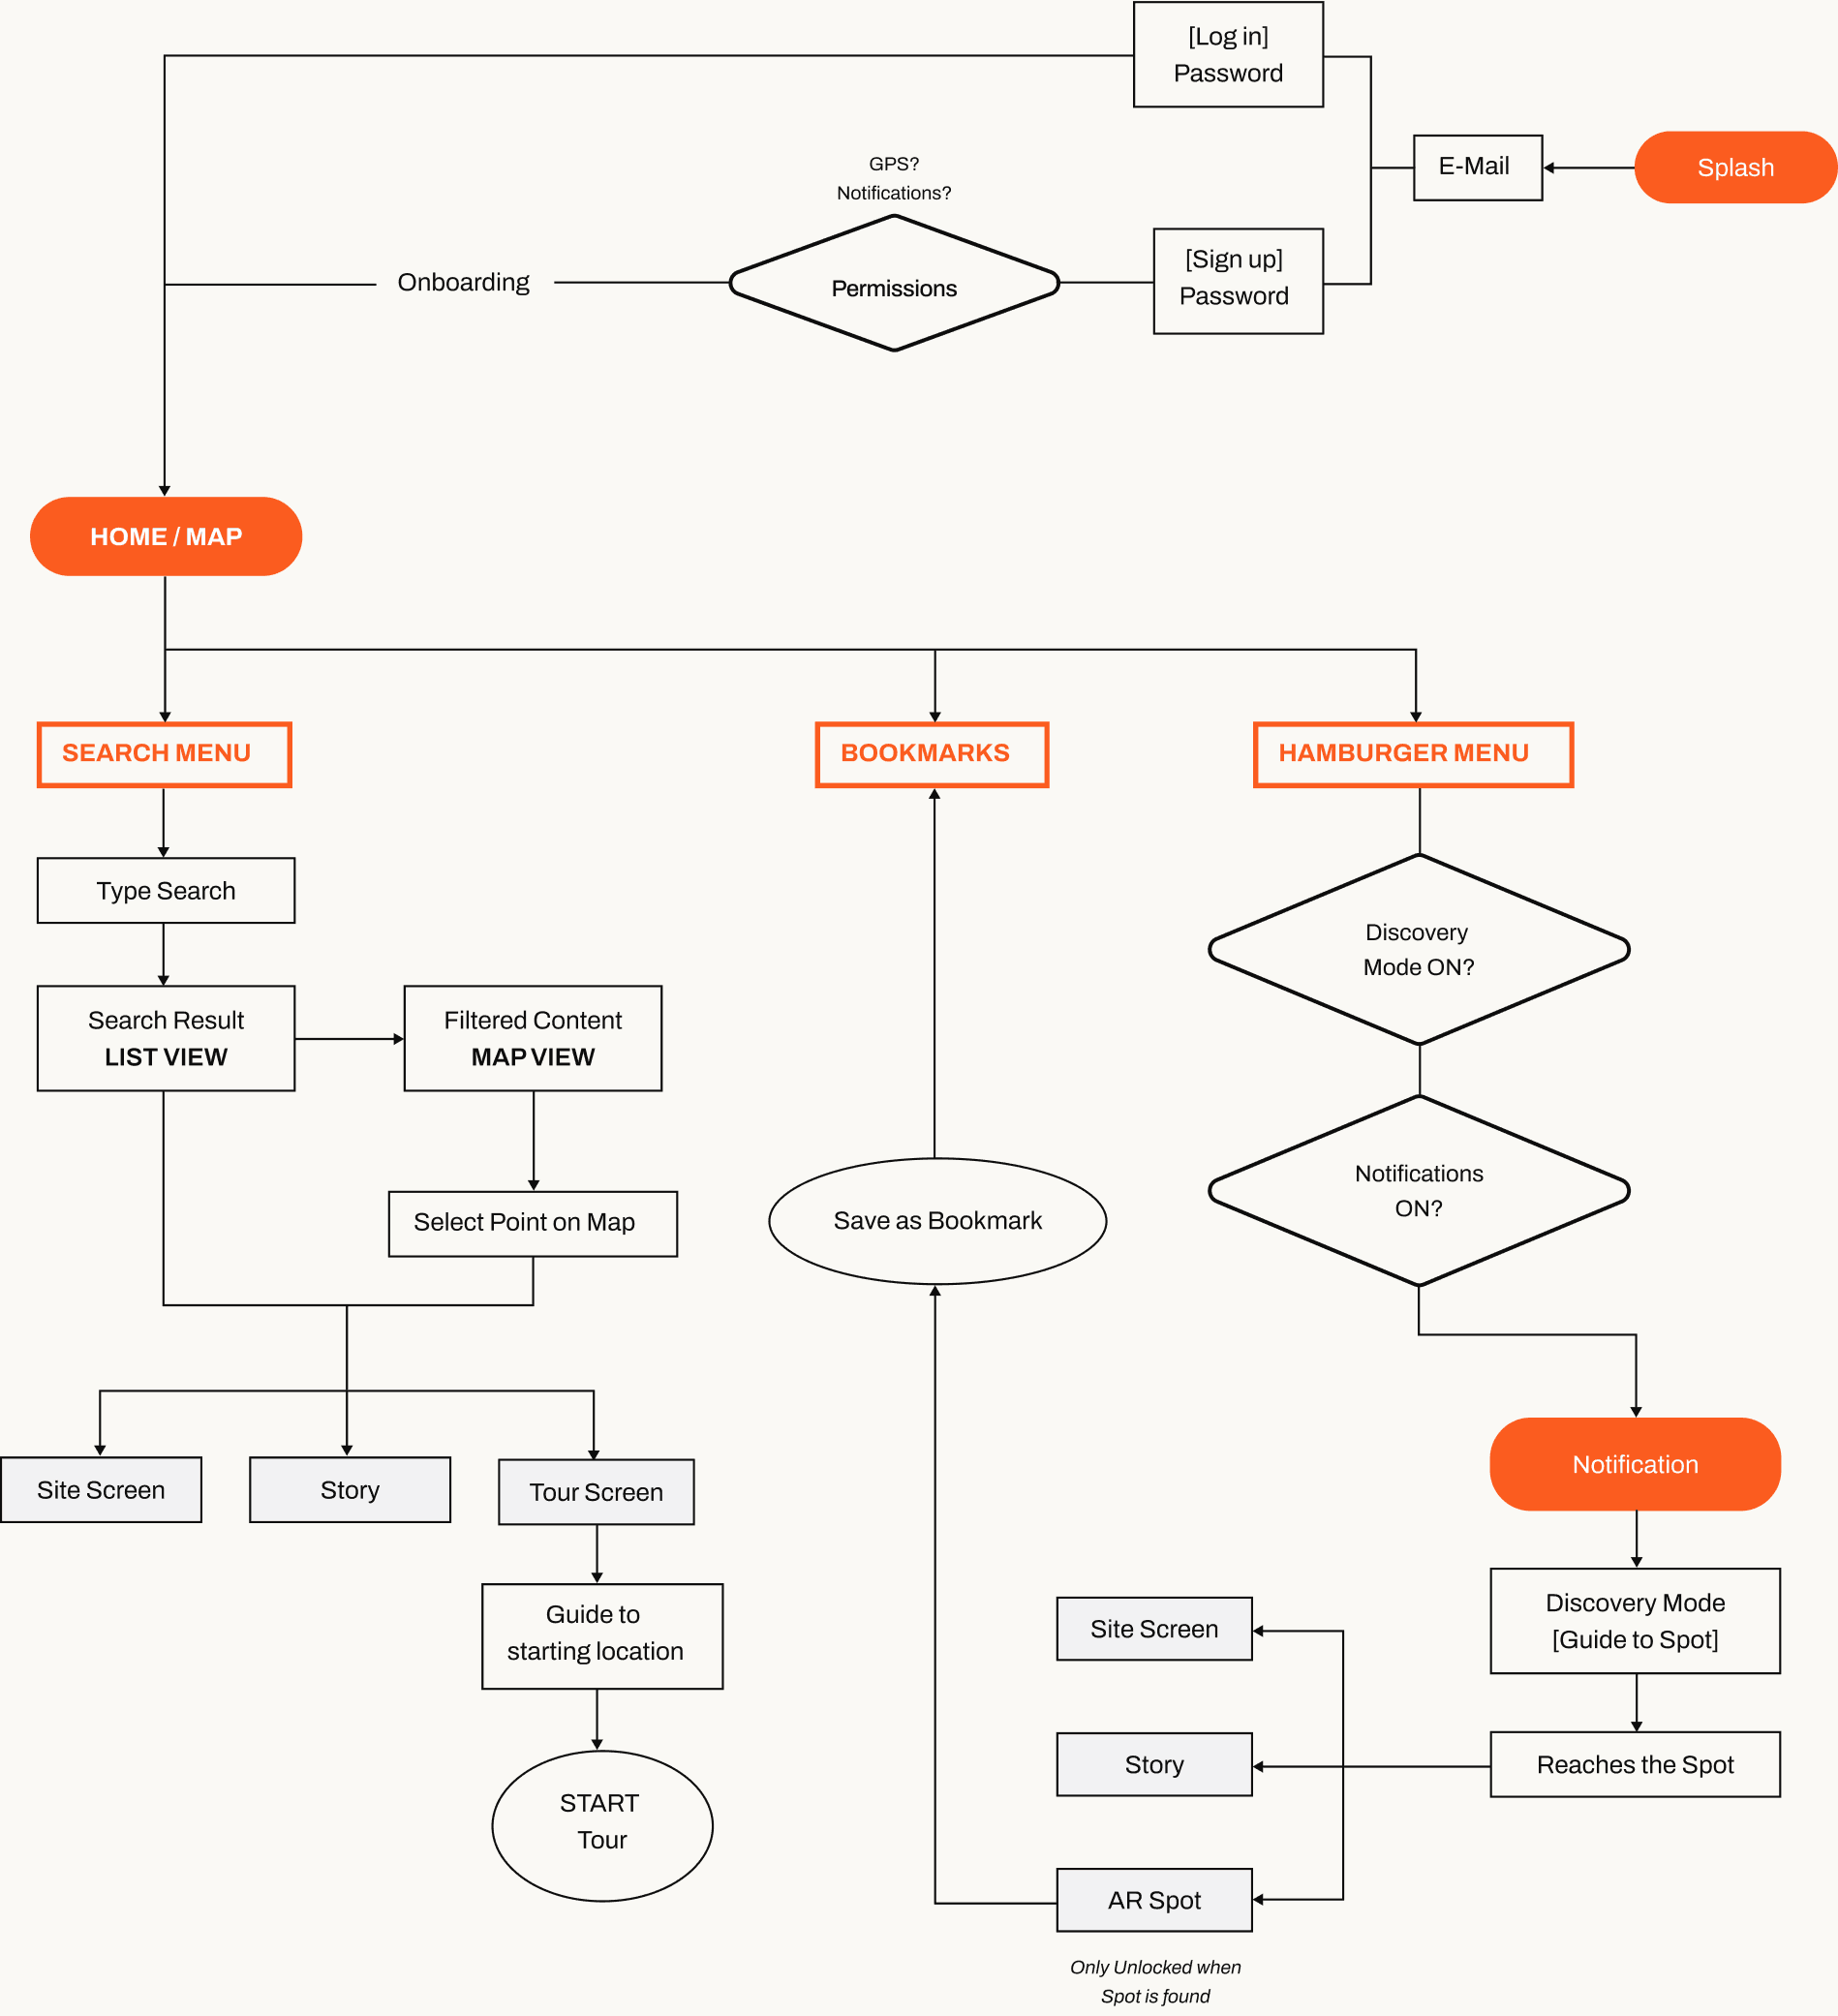 [Log in]
Password
E-Mail
Splash
GPS?
Notifications?
[Sign up]
Password
Onboarding
Permissions
HOME / MAP
SEARCH MENU
BOOKMARKS
HAMBURGER MENU
Type Search
Discovery
Mode ON?
Search Result
LIST VIEW
Filtered Content
MAP VIEW
Notifications
ON?
Select Point on Map
Save as Bookmark
Notification
Site Screen
Story
Tour Screen
Guide to
starting location
START
Tour
Discovery Mode
[Guide to Spot]
Reaches the Spot
Site Screen
Story
AR Spot
Only Unlocked when
Spot is found